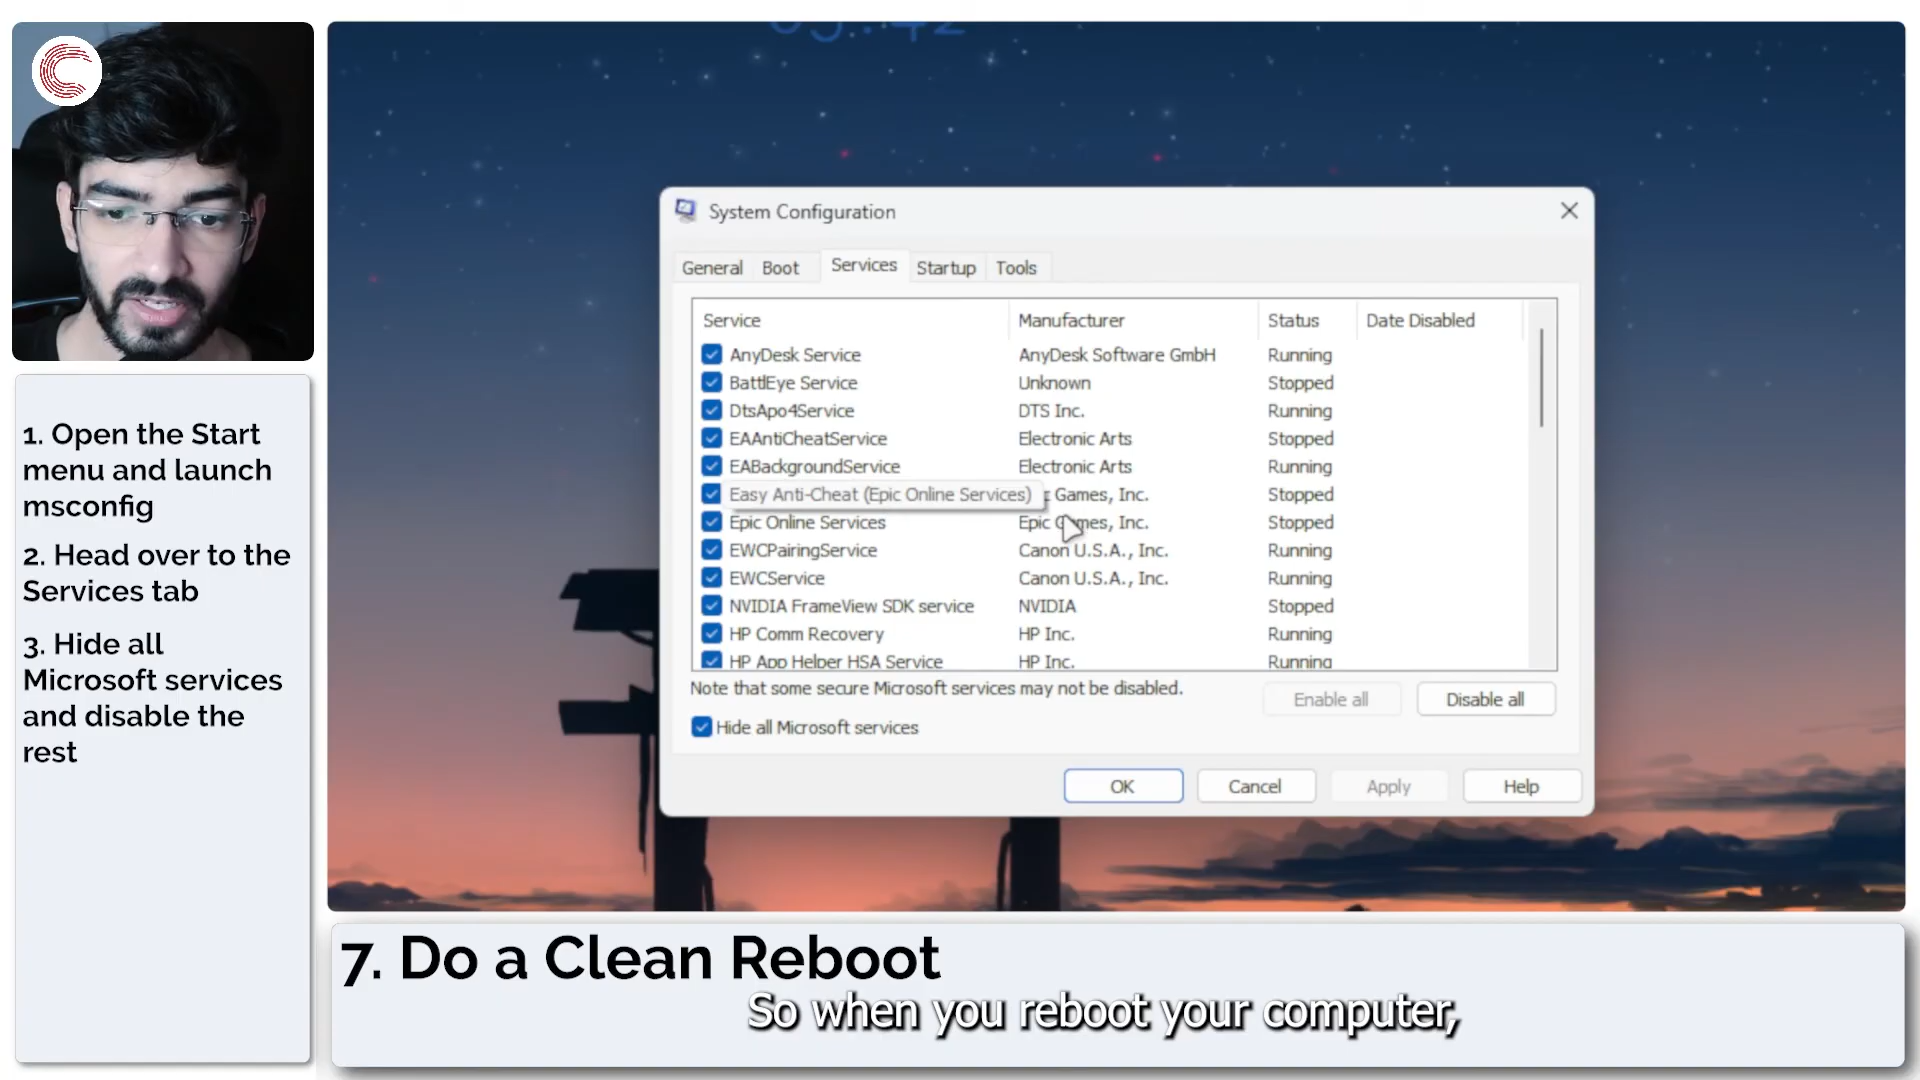 1. Open the Start
menu and launch
msconfig
2. Head over to the
Services tab
3. Hide all
Microsoft services
and disable the
rest
System Configuration
General Boot Services Startup Tools
Service Manufacturer Status Date Disabled
AnyDesk Service AnyDesk Software GmbH Running
BattlEye Service Unknown Stopped
DtsApo4Service DTS Inc. Running
EAAntiCheatService Electronic Arts Stopped
EABackgroundService Electronic Arts Running
Easy Anti-Cheat (Epic Online Services) Games, Inc. Stopped
Epic Online Services Epic Games, Inc. Stopped
EWCPairingService Canon U.S.A., Inc. Running
EWCService Canon U.S.A., Inc. Running
NVIDIA FrameView SDK service NVIDIA Stopped
HP Comm Recovery HP Inc. Running
HP App Helper HSA Service HP Inc. Running
Note that some secure Microsoft services may not be disabled.
Enable all Disable all
Hide all Microsoft services
OK Cancel Apply Help
7. Do a Clean Reboot
So when you reboot your computer,